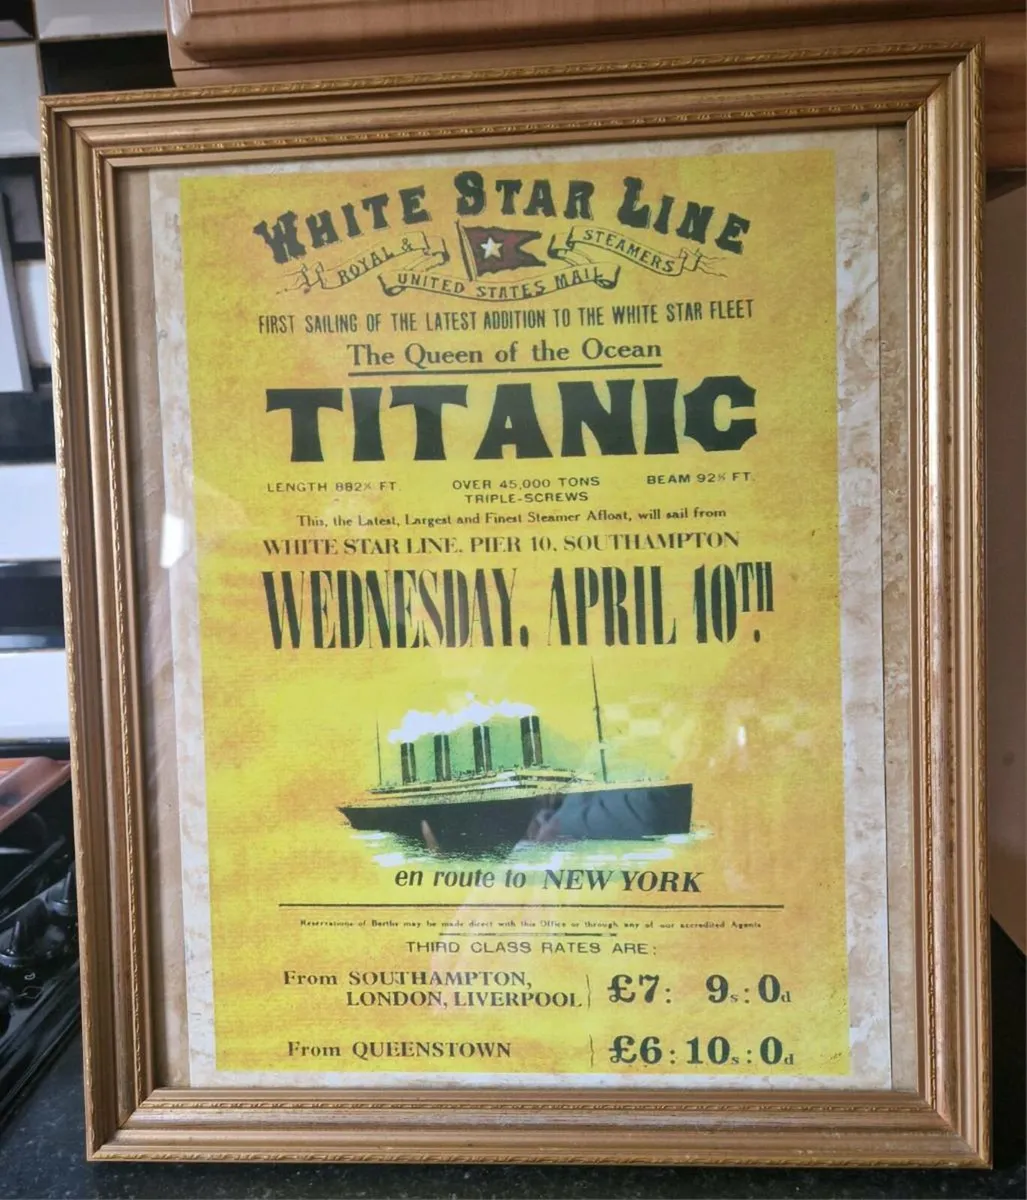 WHITE STAR LINE
ROYAL & UNITED STATES MAIL STEAMERS
FIRST SAILING OF THE LATEST ADDITION TO THE WHITE STAR FLEET
The Queen of the Ocean
TITANIC
LENGTH 882½ FT. OVER 45,000 TONS BEAM 92½ FT.
TRIPLE-SCREWS
This, the Latest, Largest and Finest Steamer Afloat, will sail from
WHITE STAR LINE, PIER 10, SOUTHAMPTON
WEDNESDAY, APRIL 10TH.
en route to NEW YORK
Reservations of Berths may be made direct with this Office or through any of our accredited Agents
THIRD CLASS RATES ARE:
From SOUTHAMPTON,
LONDON, LIVERPOOL } £7: 9s: 0d
From QUEENSTOWN } £6: 10s: 0d